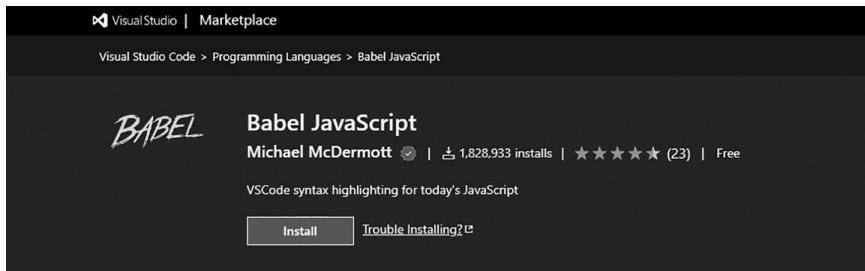 Visual Studio | Marketplace
Visual Studio Code > Programming Languages > Babel JavaScript
BABEL
Babel JavaScript
Michael McDermott | 1,828,933 installs | (23) | Free
VSCode syntax highlighting for today's JavaScript
Install Trouble Installing?